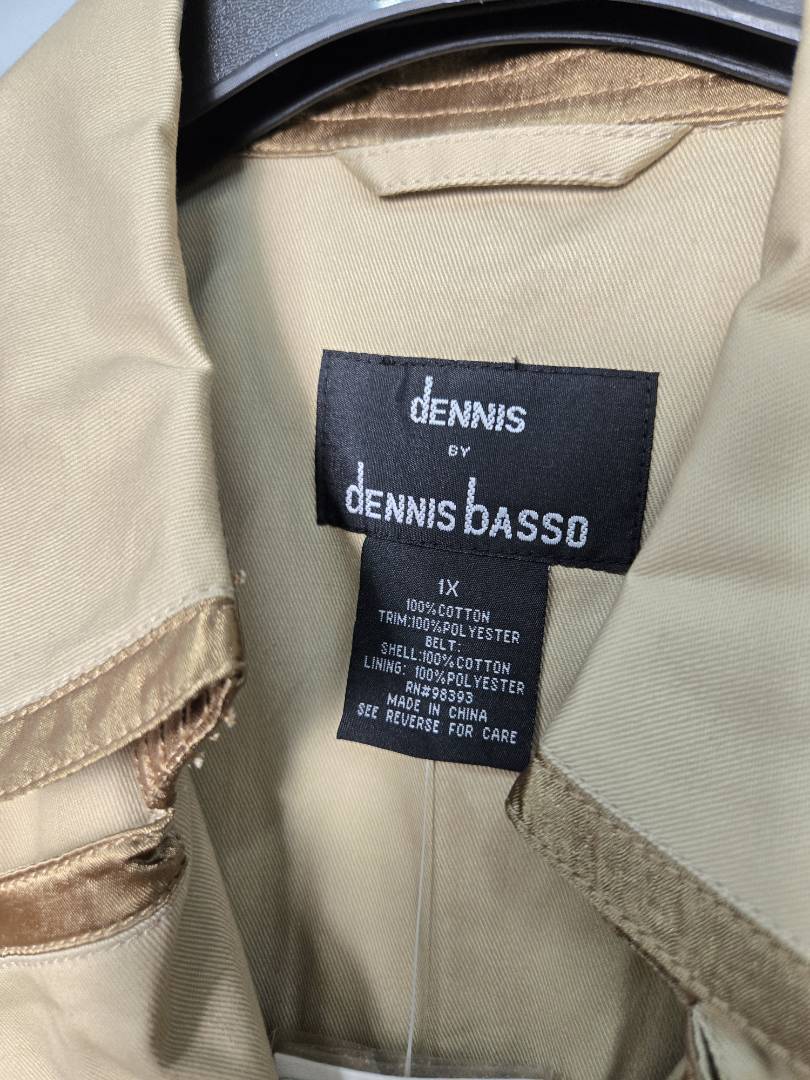 dENNIS
BY
dENNIS bASSO
1X
100%COTTON
TRIM:100%POLYESTER
BELT:
SHELL:100%COTTON
LINING: 100%POLYESTER
RN#98393
MADE IN CHINA
SEE REVERSE FOR CARE